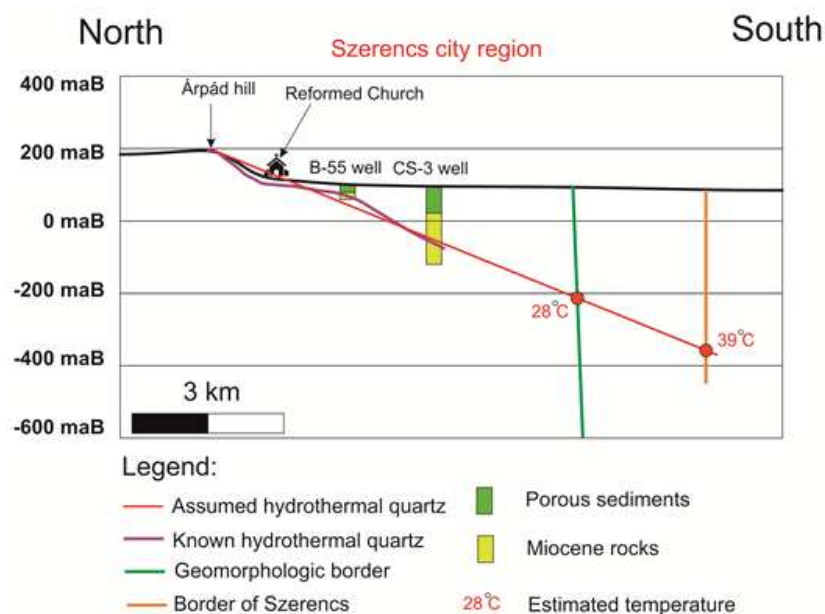 North
South
Szerencs city region
400 maB
Árpád hill
Reformed Church
200 maB
B-55 well
CS-3 well
0 maB
-200 maB
28°C
39°C
-400 maB
3 km
-600 maB
Legend:
Assumed hydrothermal quartz
Known hydrothermal quartz
Geomorphologic border
Border of Szerencs
Porous sediments
Miocene rocks
28°C Estimated temperature